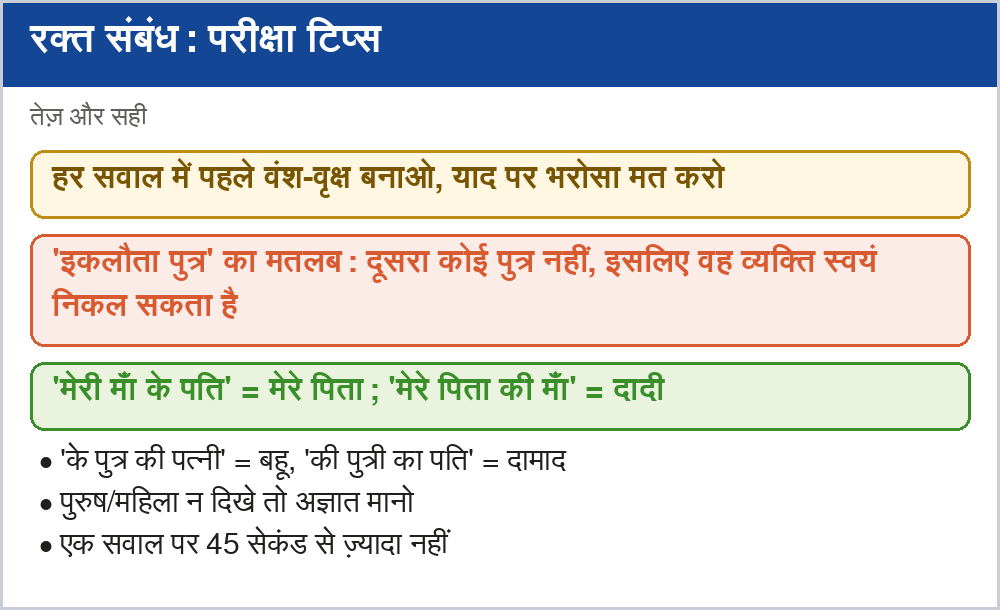 रक्त संबंध : परीक्षा टिप्स
तेज़ और सही
हर सवाल में पहले वंश-वृक्ष बनाओ, याद पर भरोसा मत करो
'इकलौता पुत्र' का मतलब : दूसरा कोई पुत्र नहीं, इसलिए वह व्यक्ति स्वयं
निकल सकता है
'मेरी माँ के पति' = मेरे पिता ; 'मेरे पिता की माँ' = दादी
• 'के पुत्र की पत्नी' = बहू, 'की पुत्री का पति' = दामाद
• पुरुष/महिला न दिखे तो अज्ञात मानो
• एक सवाल पर 45 सेकंड से ज़्यादा नहीं